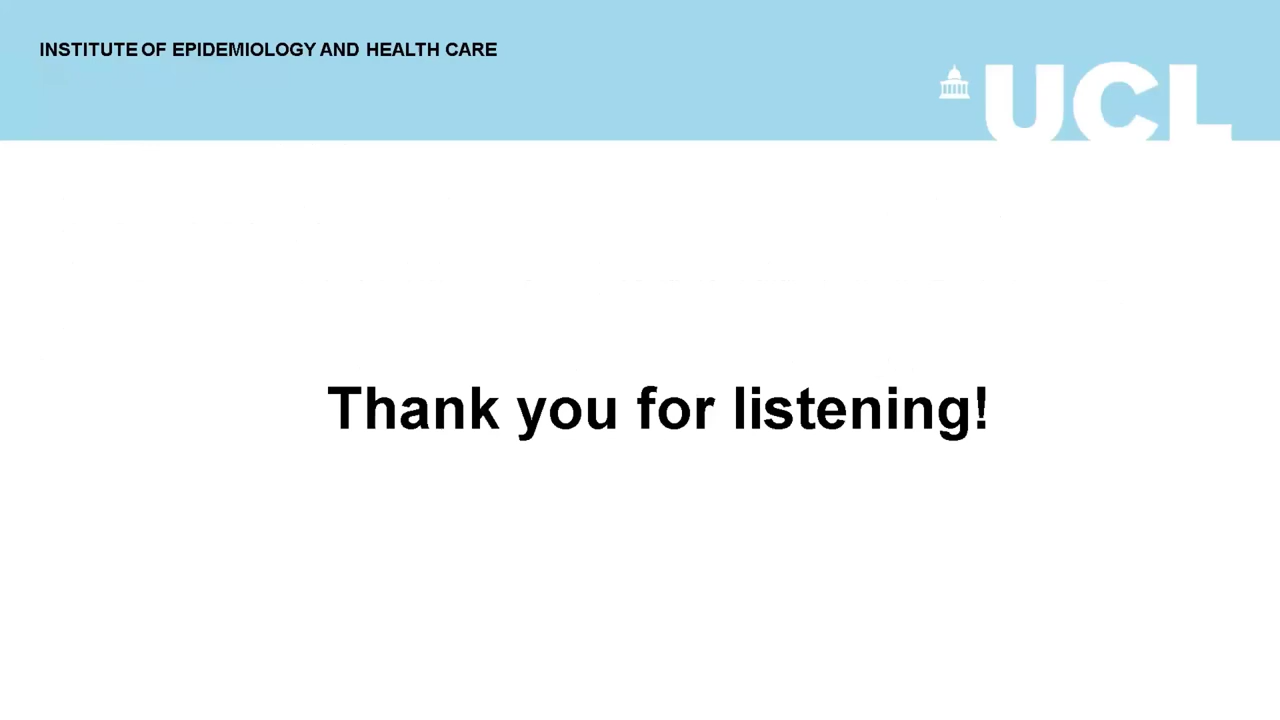 INSTITUTE OF EPIDEMIOLOGY AND HEALTH CARE
UCL
Thank you for listening!